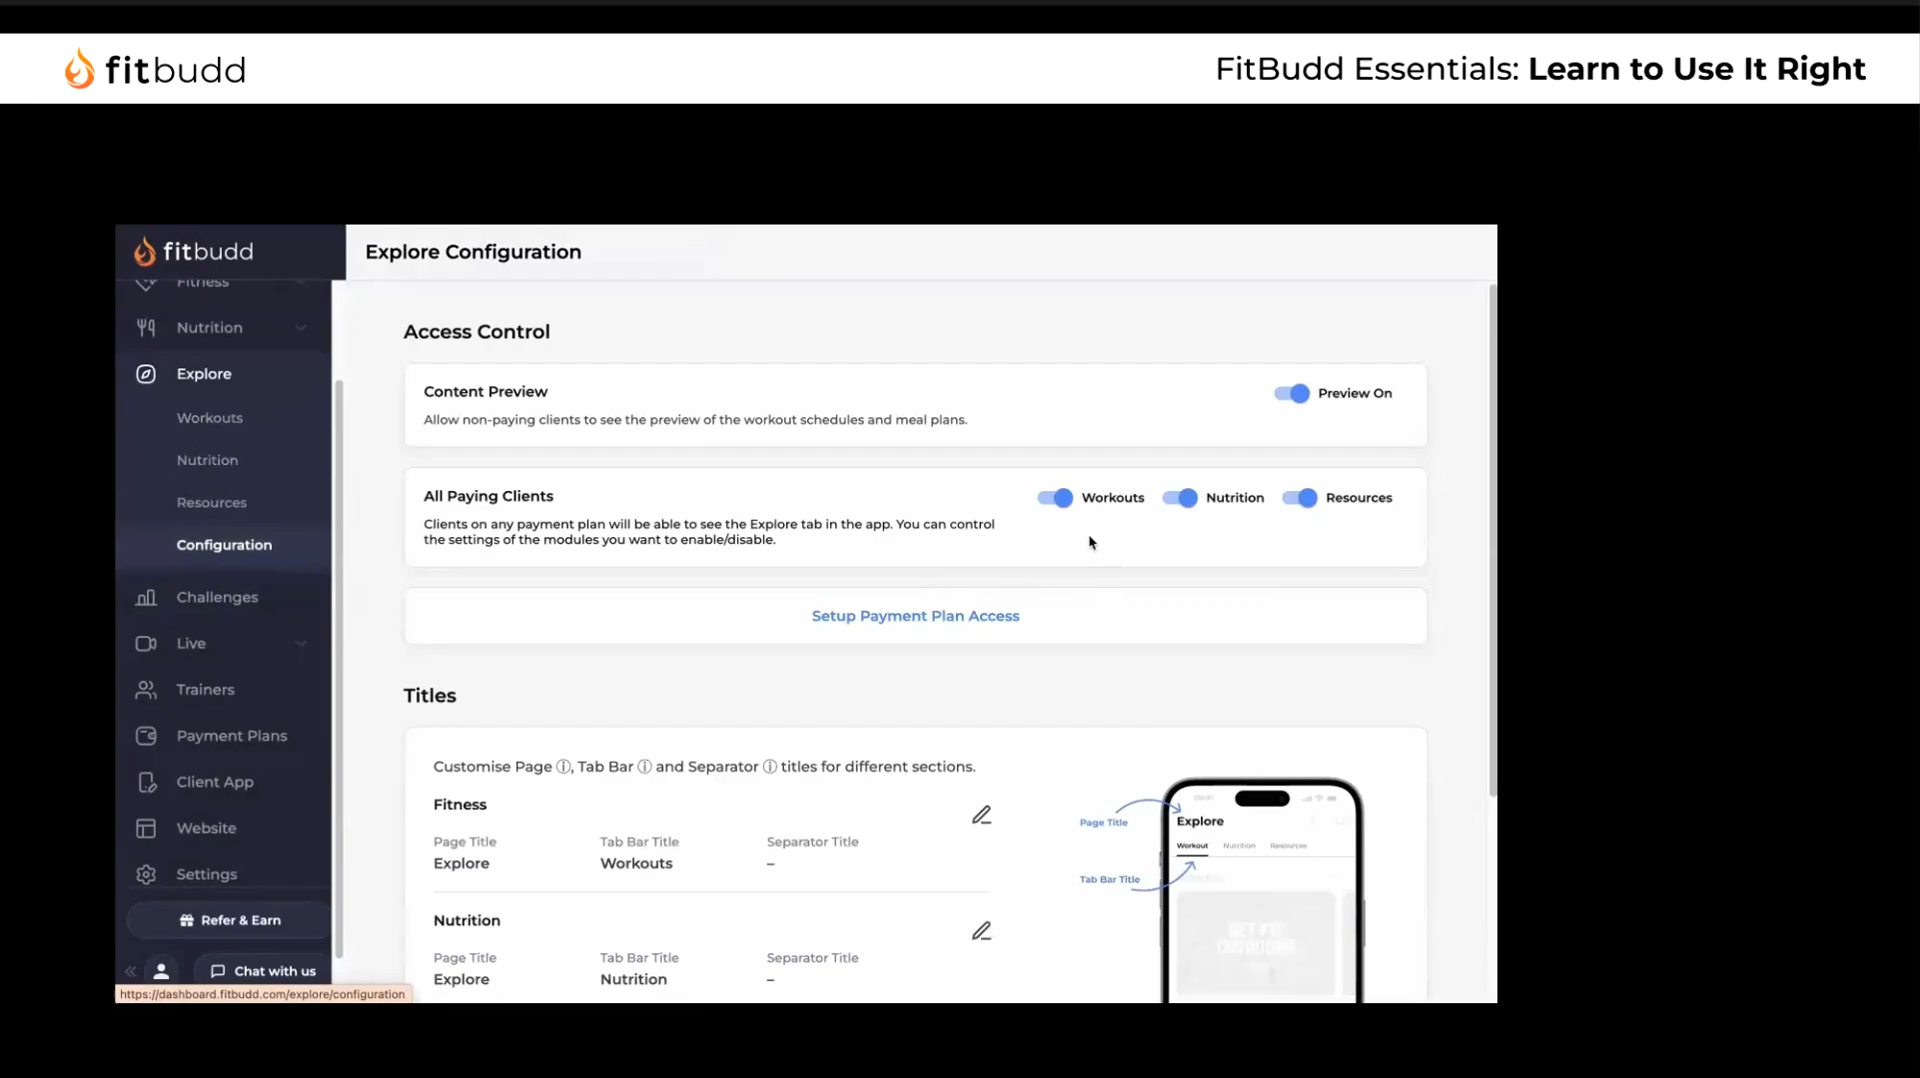 fitbudd
FitBudd Essentials: Learn to Use It Right
fitbudd
Explore Configuration
Fitness
Nutrition
Explore
Workouts
Nutrition
Resources
Configuration
Challenges
Live
Trainers
Payment Plans
Client App
Website
Settings
Refer & Earn
Chat with us
https://dashboard.fitbudd.com/explore/configuration
Access Control
Content Preview
Preview On
Allow non-paying clients to see the preview of the workout schedules and meal plans.
All Paying Clients
Workouts Nutrition Resources
Clients on any payment plan will be able to see the Explore tab in the app. You can control
the settings of the modules you want to enable/disable.
Setup Payment Plan Access
Titles
Customise Page ⓘ, Tab Bar ⓘ and Separator ⓘ titles for different sections.
Fitness
Page Title Tab Bar Title Separator Title
Explore Workouts –
Nutrition
Page Title Tab Bar Title Separator Title
Explore Nutrition –
Page Title
Tab Bar Title
Explore
Workout Nutrition Resources